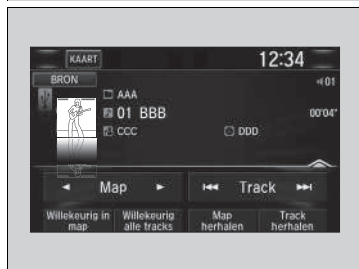 KAART
12:34
BRON
01
AAA
01 BBB
00'04"
CCC
DDD
Map
Track
Willekeurig in map
Willekeurig alle tracks
Map herhalen
Track herhalen